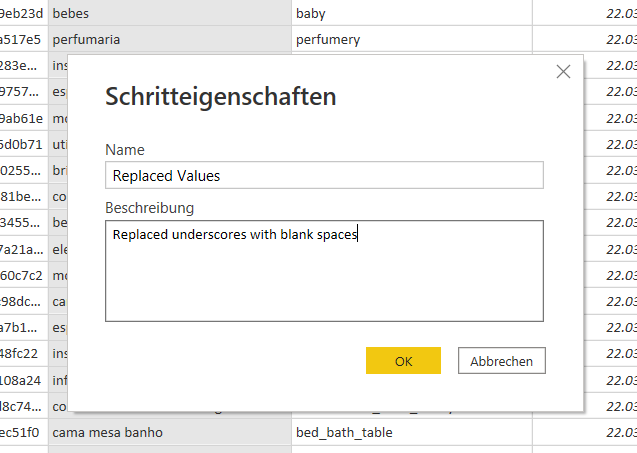 9eb23d bebes baby 22.03
a517e5 perfumaria perfumery 22.03
283e... ins 22.03
9757... esp 22.03
9ab61e mo 22.03
5d0b71 uti 22.03
0255... bri 22.03
81be... co 22.03
3455... be 22.03
7a21a... ele 22.03
60c7c2 mo 22.03
c98dc... ca 22.03
a7b1... esp 22.03
48fc22 ins 22.03
108a24 inf 22.03
d8c74... co 22.03
ec51f0 cama mesa banho bed_bath_table 22.03
Schritteigenschaften
Name
Replaced Values
Beschreibung
Replaced underscores with blank spaces
OK Abbrechen